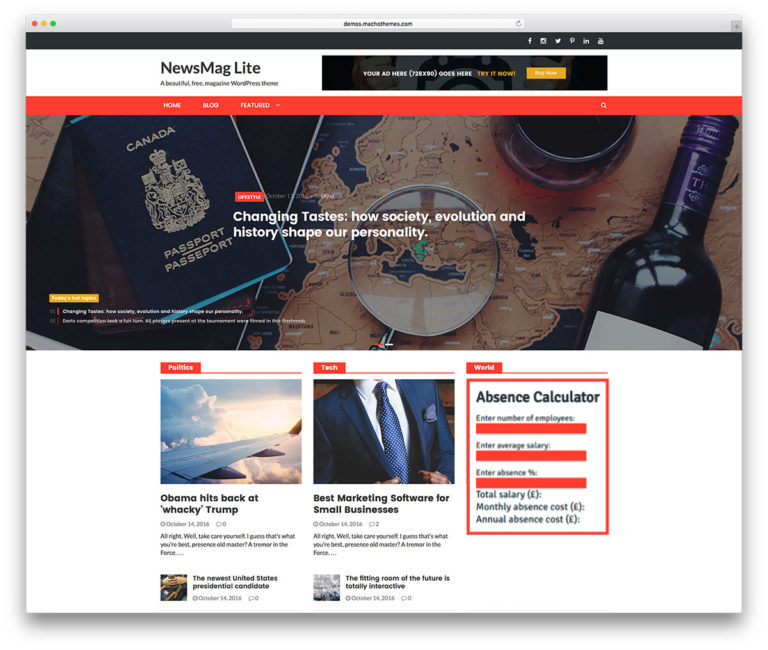 demos.machothemes.com
NewsMag Lite
A beautiful, free, magazine WordPress theme
YOUR AD HERE (728X90) GOES HERE TRY IT NOW! Buy Now
HOME BLOG FEATURED
CANADA
PASSPORT
PASSEPORT
LIFESTYLE October 11, 2016
Changing Tastes: how society, evolution and
history shape our personality.
Today's hot topics
01 Changing Tastes: how society, evolution and history shape our personality.
02 Darts competition took a fun turn. All players present at the tournament were filmed in this flashmob.
Politics
Obama hits back at
'whacky' Trump
October 14, 2016 0
All right. Well, take care yourself. I guess that's what
you're best, presence old master? A tremor in the
Force. ...
The newest United States
presidential candidate
October 14, 2016 0
Tech
Best Marketing Software for
Small Businesses
October 14, 2016 2
All right. Well, take care yourself. I guess that's what
you're best, presence old master? A tremor in the
Force. ...
The fitting room of the future is
totally interactive
October 14, 2016 0
World
Absence Calculator
Enter number of employees:
Enter average salary:
Enter absence %:
Total salary (£):
Monthly absence cost (£):
Annual absence cost (£):